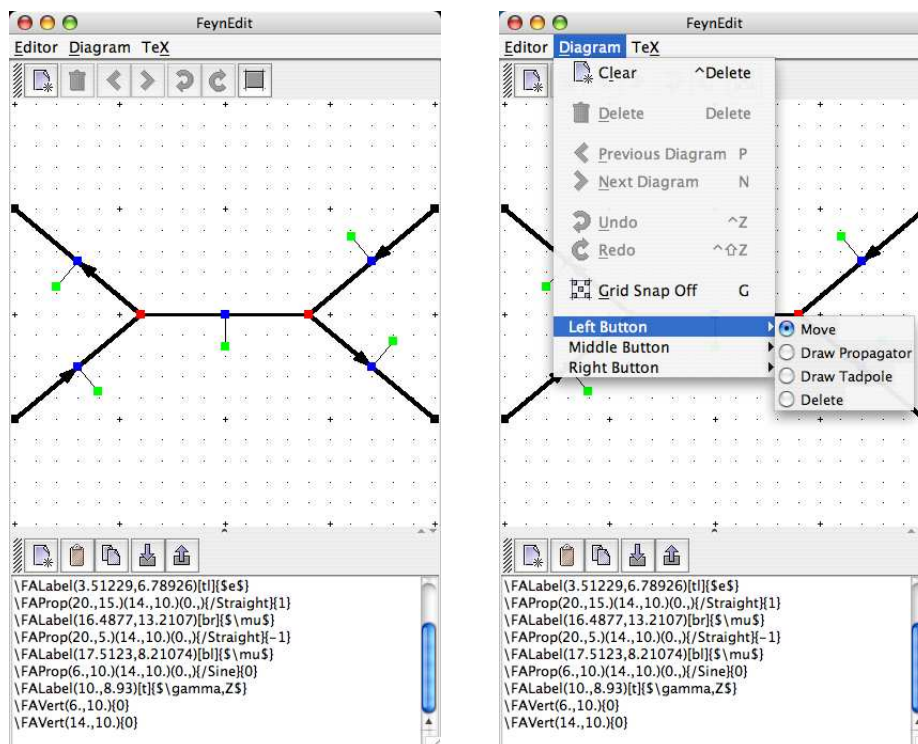 FeynEdit
Editor Diagram TeX
\FALabel(3.51229,6.78926)[tl]{$e$}
\FAProp(20.,15.)(14.,10.)(0.,){/Straight}{1}
\FALabel(16.4877,13.2107)[br]{$\mu$}
\FAProp(20.,5.)(14.,10.)(0.,){/Straight}{-1}
\FALabel(17.5123,8.21074)[bl]{$\mu$}
\FAProp(6.,10.)(14.,10.)(0.,){/Sine}{0}
\FALabel(10.,8.93)[t]{$\gamma,Z$}
\FAVert(6.,10.){0}
\FAVert(14.,10.){0}
FeynEdit
Editor Diagram TeX
Clear ^Delete
Delete Delete
Previous Diagram P
Next Diagram N
Undo ^Z
Redo ^⇧Z
Grid Snap Off G
Left Button
Middle Button
Right Button
Move
Draw Propagator
Draw Tadpole
Delete
\FALabel(3.51229,6.78926)[tl]{$e$}
\FAProp(20.,15.)(14.,10.)(0.,){/Straight}{1}
\FALabel(16.4877,13.2107)[br]{$\mu$}
\FAProp(20.,5.)(14.,10.)(0.,){/Straight}{-1}
\FALabel(17.5123,8.21074)[bl]{$\mu$}
\FAProp(6.,10.)(14.,10.)(0.,){/Sine}{0}
\FALabel(10.,8.93)[t]{$\gamma,Z$}
\FAVert(6.,10.){0}
\FAVert(14.,10.){0}